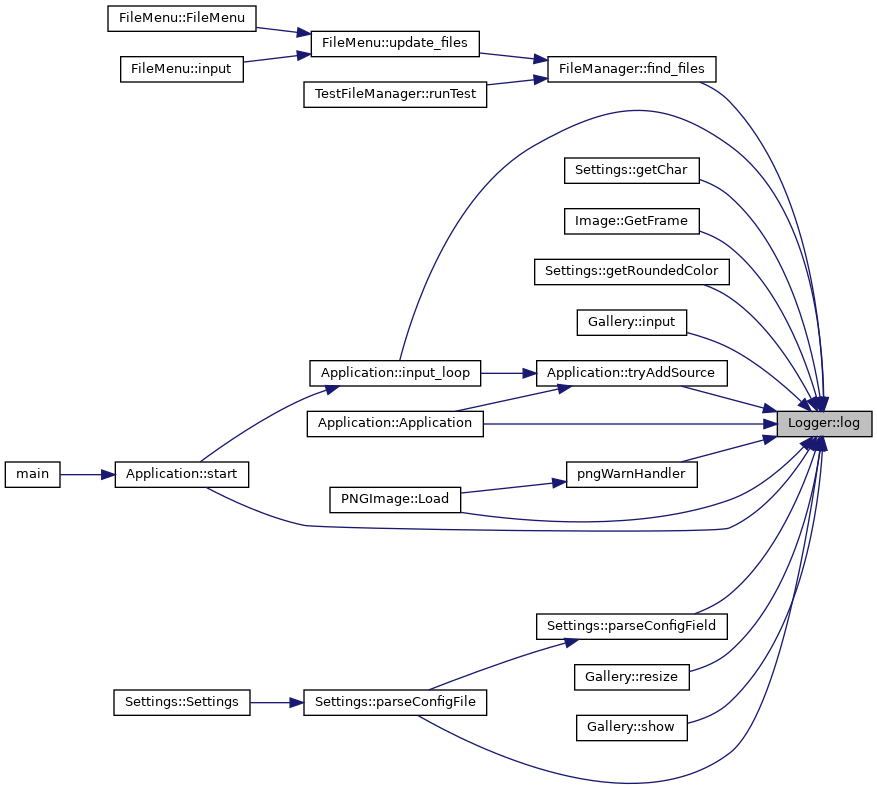 FileMenu::FileMenu
FileMenu::update_files
FileMenu::input
FileManager::find_files
TestFileManager::runTest
Settings::getChar
Image::GetFrame
Settings::getRoundedColor
Gallery::input
Application::input_loop
Application::tryAddSource
Application::Application
Logger::log
main
Application::start
pngWarnHandler
PNGImage::Load
Settings::parseConfigField
Gallery::resize
Settings::Settings
Settings::parseConfigFile
Gallery::show